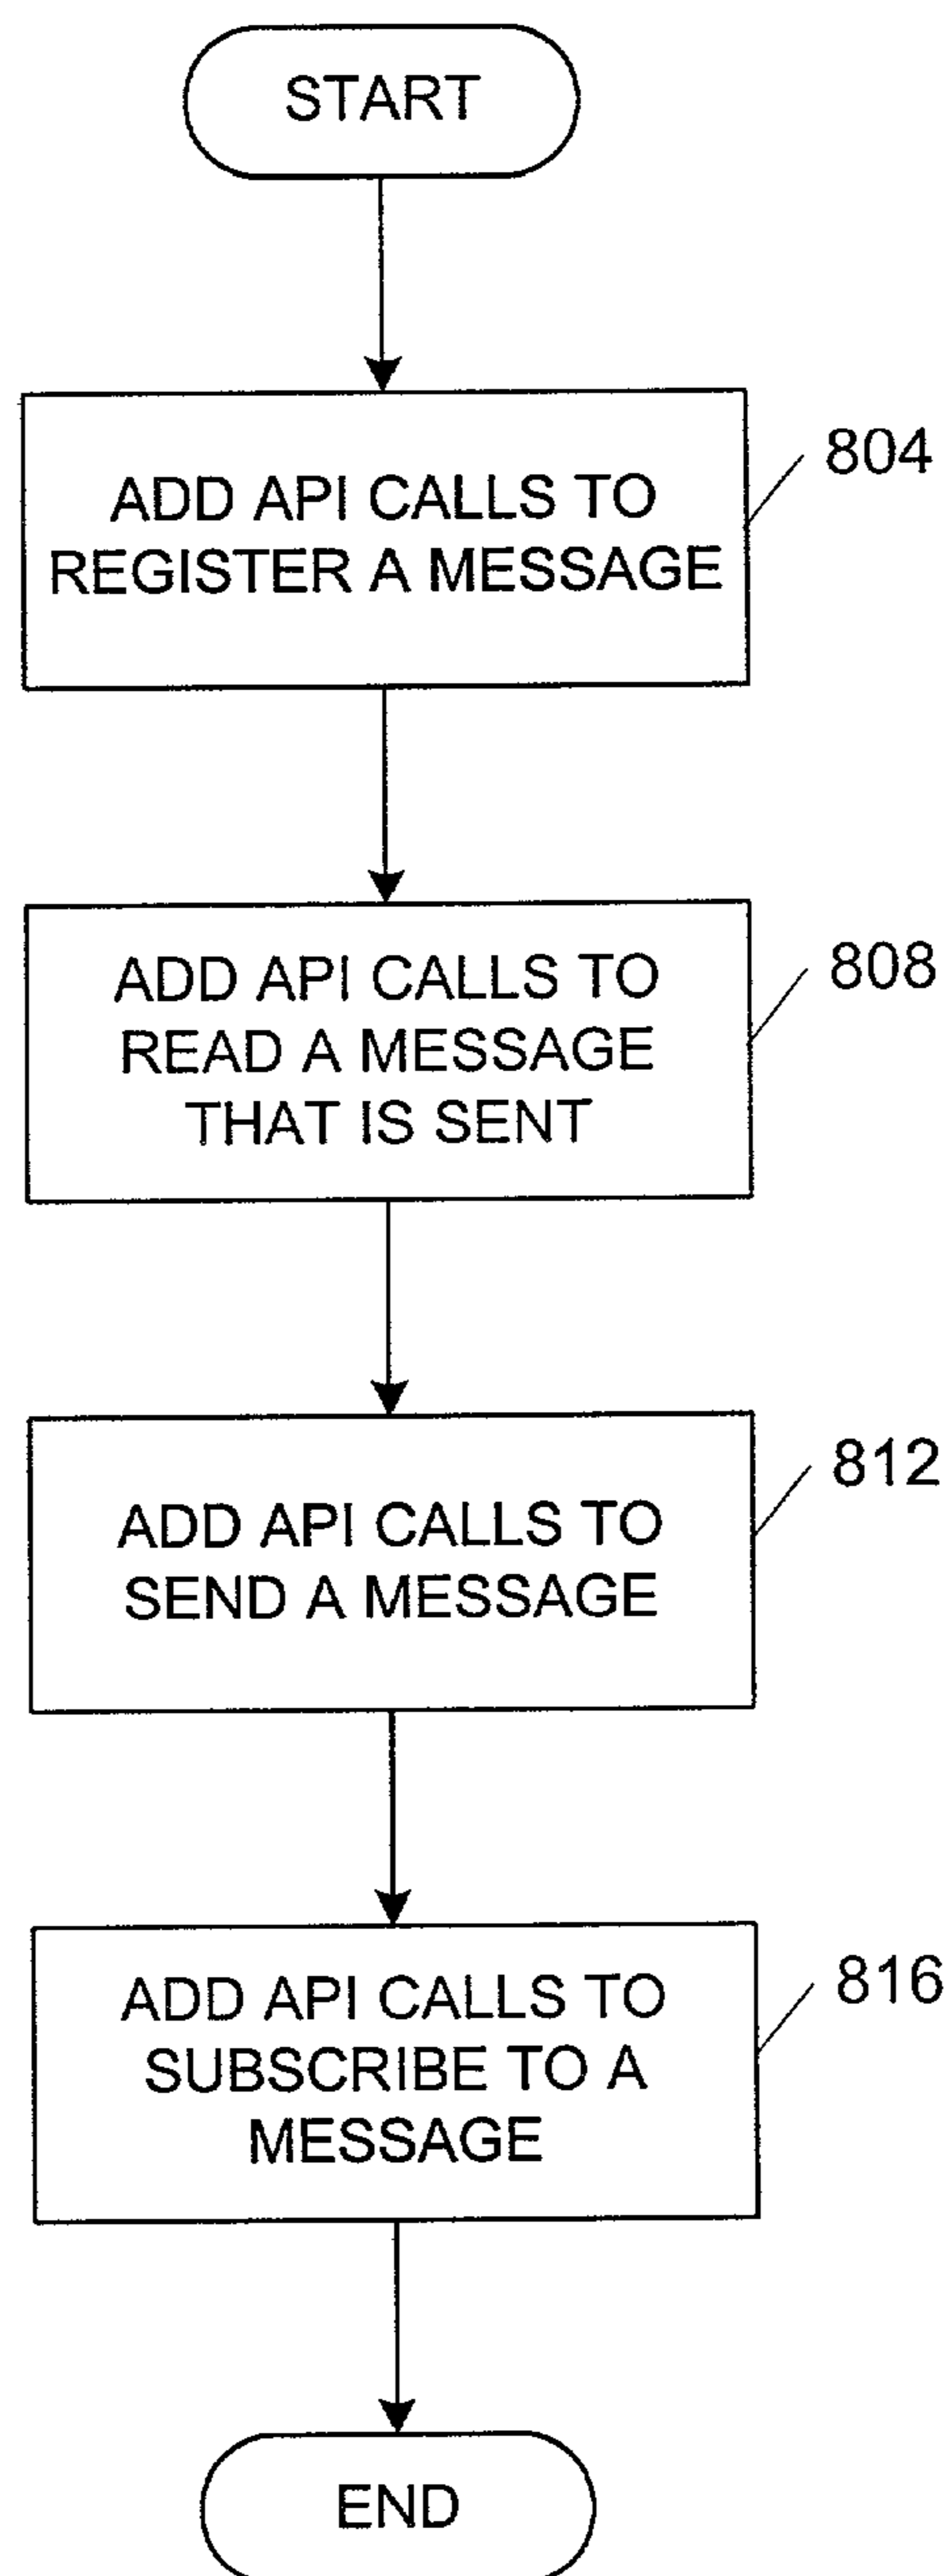 START
ADD API CALLS TO
REGISTER A MESSAGE
804
ADD API CALLS TO
READ A MESSAGE
THAT IS SENT
808
ADD API CALLS TO
SEND A MESSAGE
812
ADD API CALLS TO
SUBSCRIBE TO A
MESSAGE
816
END